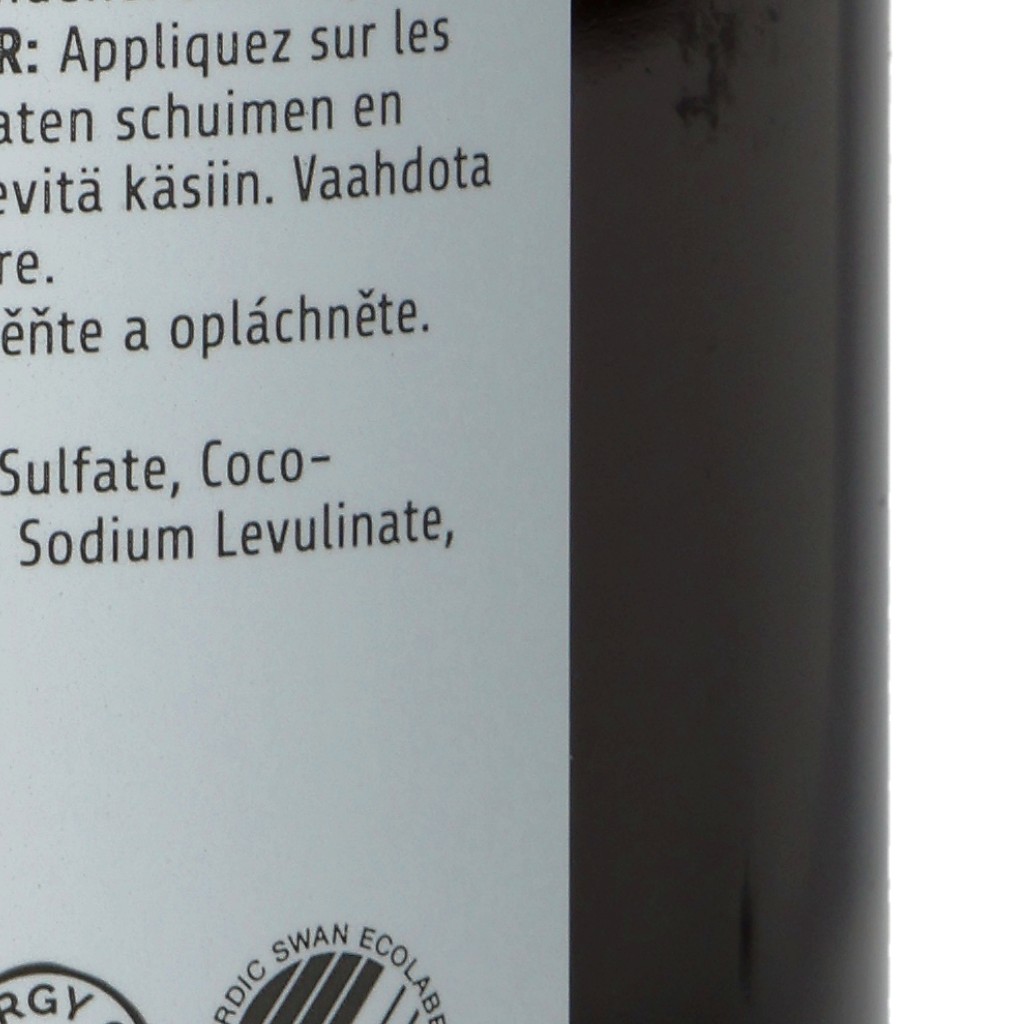 R: Appliquez sur les
aten schuimen en
evitä käsiin. Vaahdota
re.
ěňte a opláchněte.
Sulfate, Coco-
Sodium Levulinate,
RDIC SWAN ECOLABE
RGY